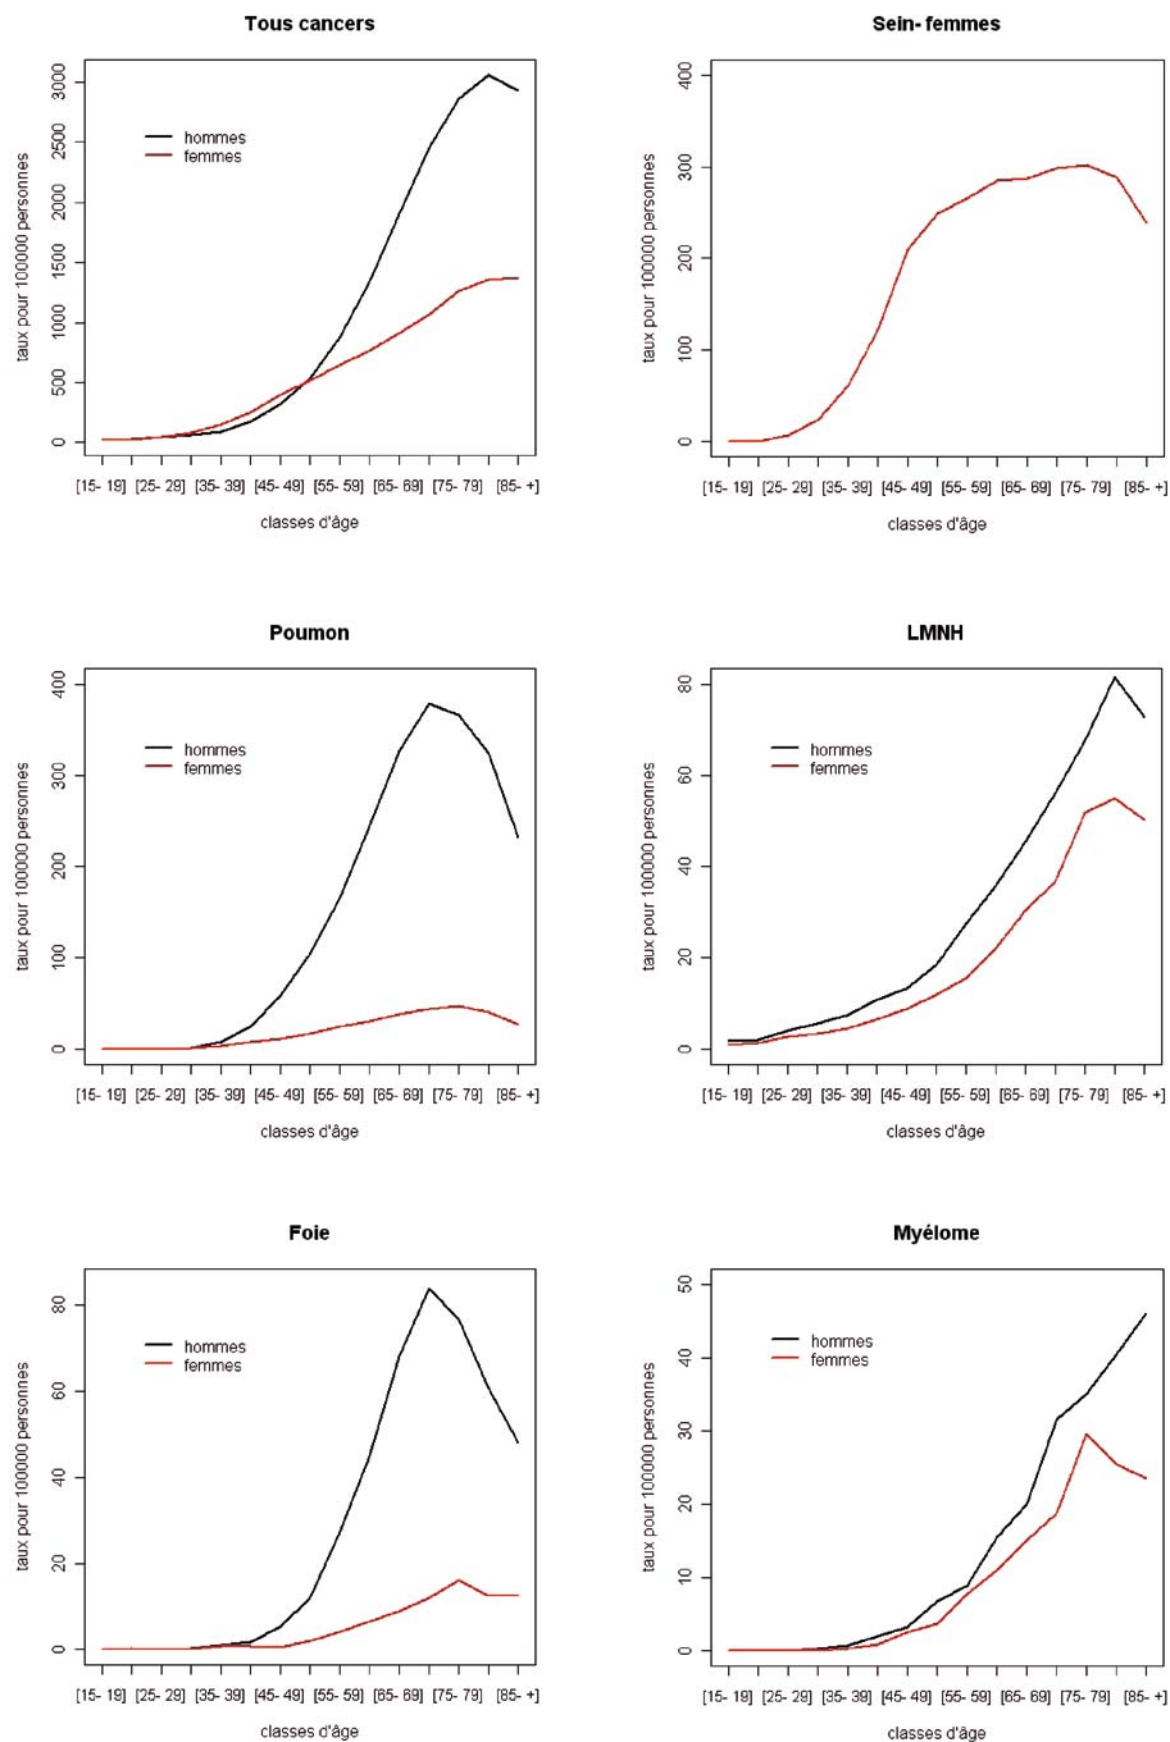 Tous cancers
3000
2500
2000
1500
1000
500
0
taux pour 100000 personnes
hommes
femmes
[15- 19] [25- 29] [35- 39] [45- 49] [55- 59] [65- 69] [75- 79] [85- +]
classes d'âge
Sein- femmes
400
300
200
100
0
taux pour 100000 personnes
[15- 19] [25- 29] [35- 39] [45- 49] [55- 59] [65- 69] [75- 79] [85- +]
classes d'âge
Poumon
400
300
200
100
0
taux pour 100000 personnes
hommes
femmes
[15- 19] [25- 29] [35- 39] [45- 49] [55- 59] [65- 69] [75- 79] [85- +]
classes d'âge
LMNH
80
60
40
20
0
taux pour 100000 personnes
hommes
femmes
[15- 19] [25- 29] [35- 39] [45- 49] [55- 59] [65- 69] [75- 79] [85- +]
classes d'âge
Foie
80
60
40
20
0
taux pour 100000 personnes
hommes
femmes
[15- 19] [25- 29] [35- 39] [45- 49] [55- 59] [65- 69] [75- 79] [85- +]
classes d'âge
Myélome
50
40
30
20
10
0
taux pour 100000 personnes
hommes
femmes
[15- 19] [25- 29] [35- 39] [45- 49] [55- 59] [65- 69] [75- 79] [85- +]
classes d'âge